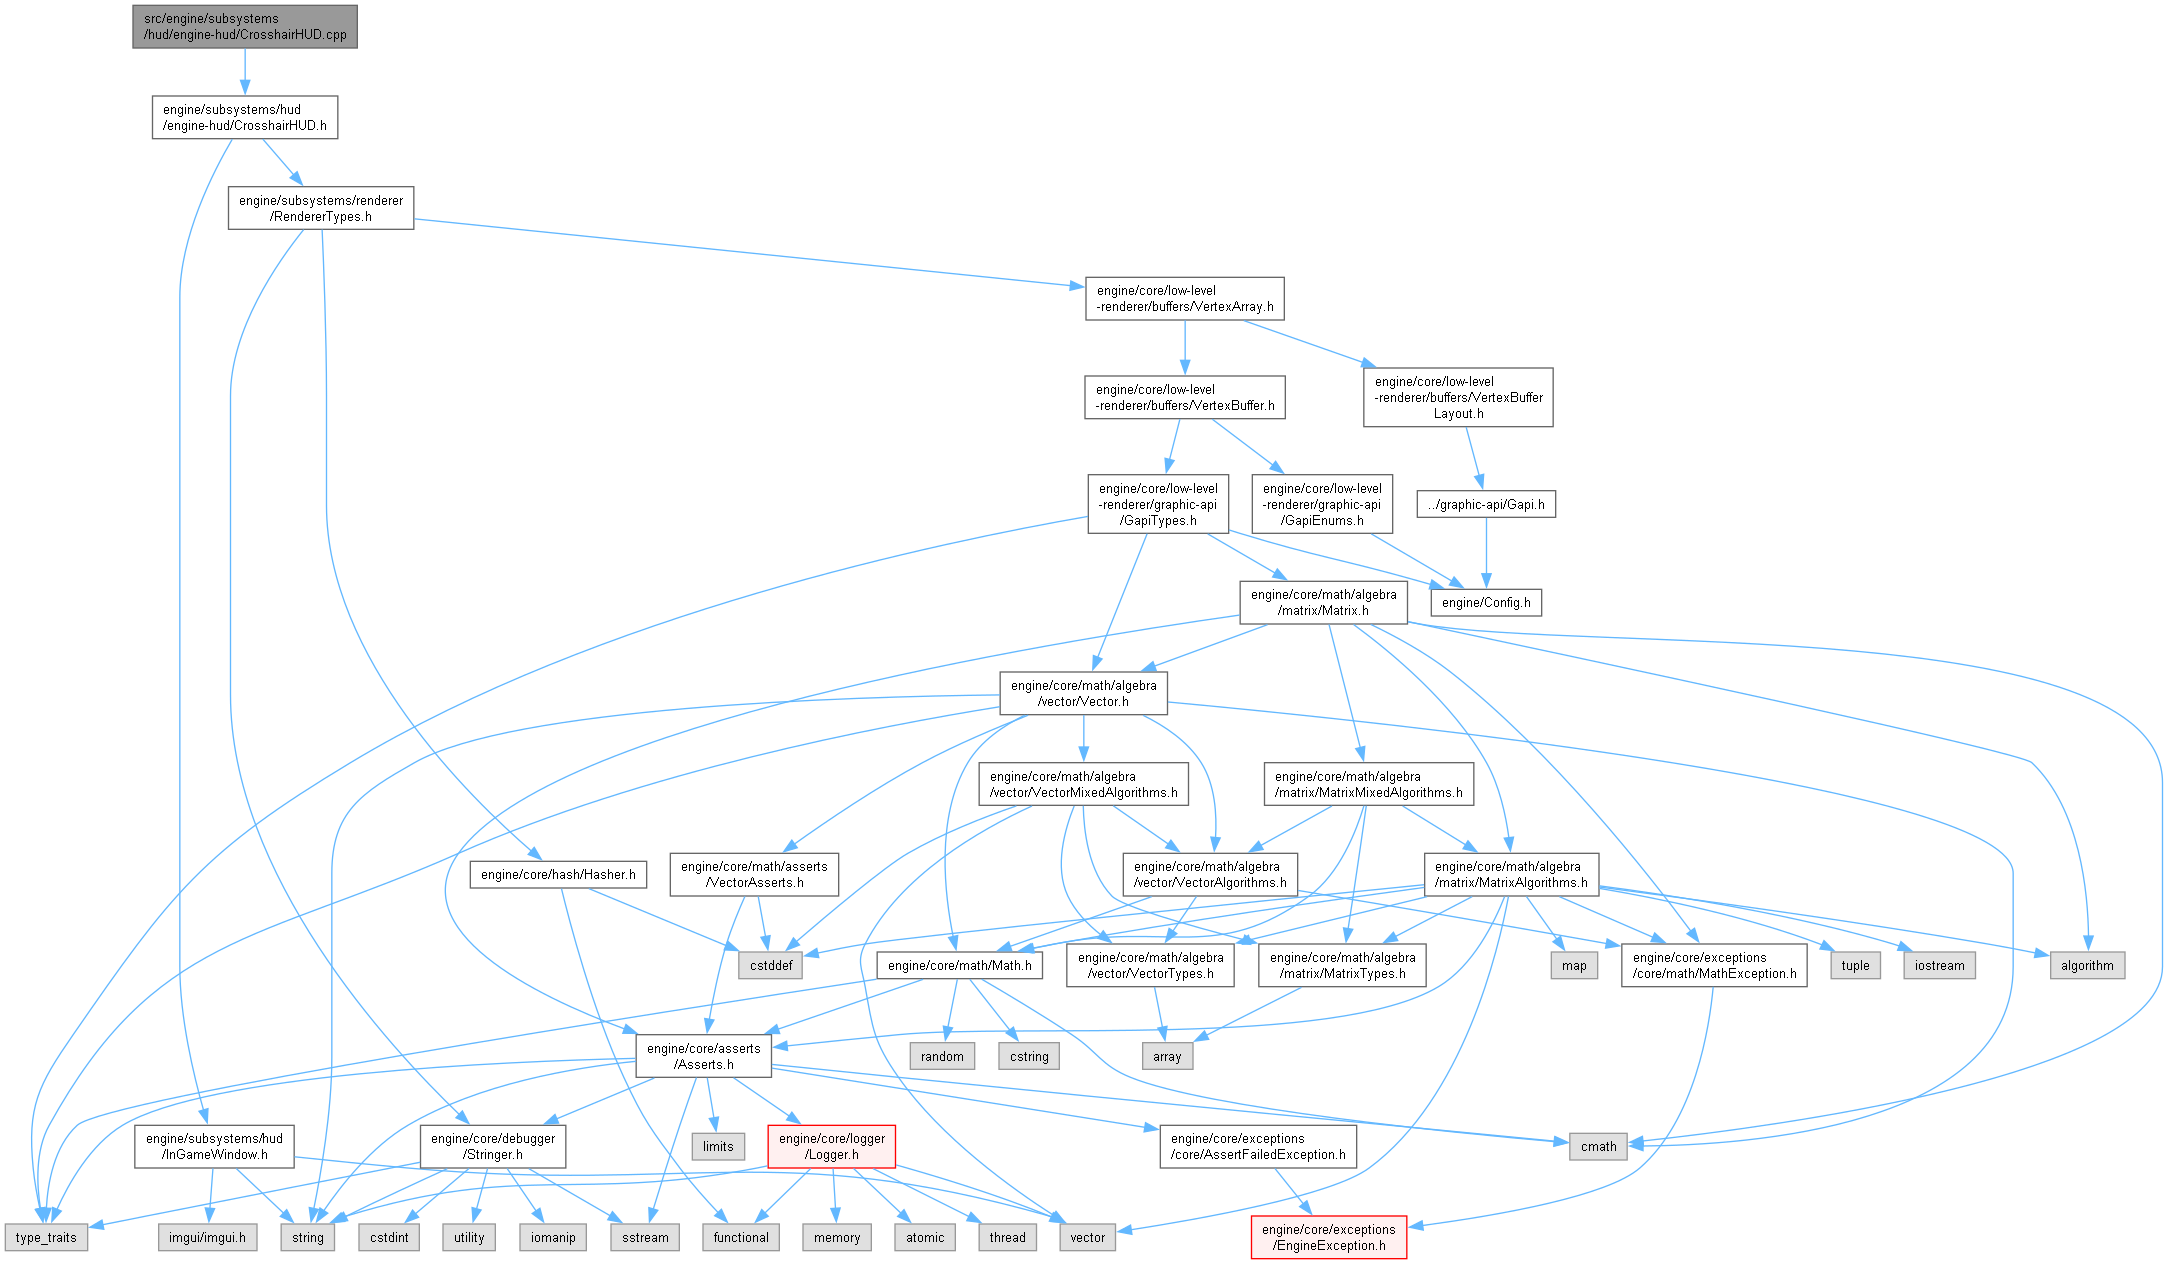 src/engine/subsystems
/hud/engine-hud/CrosshairHUD.cpp
engine/subsystems/hud
/engine-hud/CrosshairHUD.h
engine/subsystems/renderer
/RendererTypes.h
engine/core/low-level
-renderer/buffers/VertexArray.h
engine/core/low-level
-renderer/buffers/VertexBuffer.h
engine/core/low-level
-renderer/buffers/VertexBuffer
Layout.h
engine/core/low-level
-renderer/graphic-api
/GapiTypes.h
engine/core/low-level
-renderer/graphic-api
/GapiEnums.h
../graphic-api/Gapi.h
engine/core/math/algebra
/matrix/Matrix.h
engine/Config.h
engine/core/math/algebra
/vector/Vector.h
engine/core/math/algebra
/vector/VectorMixedAlgorithms.h
engine/core/math/algebra
/matrix/MatrixMixedAlgorithms.h
engine/core/hash/Hasher.h
engine/core/math/asserts
/VectorAsserts.h
engine/core/math/algebra
/vector/VectorAlgorithms.h
engine/core/math/algebra
/matrix/MatrixAlgorithms.h
cstddef
engine/core/math/Math.h
engine/core/math/algebra
/vector/VectorTypes.h
engine/core/math/algebra
/matrix/MatrixTypes.h
map
engine/core/exceptions
/core/math/MathException.h
tuple
iostream
algorithm
engine/core/asserts
/Asserts.h
random
cstring
array
engine/subsystems/hud
/InGameWindow.h
engine/core/debugger
/Stringer.h
limits
engine/core/logger
/Logger.h
engine/core/exceptions
/core/AssertFailedException.h
cmath
type_traits
imgui/imgui.h
string
cstdint
utility
iomanip
sstream
functional
memory
atomic
thread
vector
engine/core/exceptions
/EngineException.h